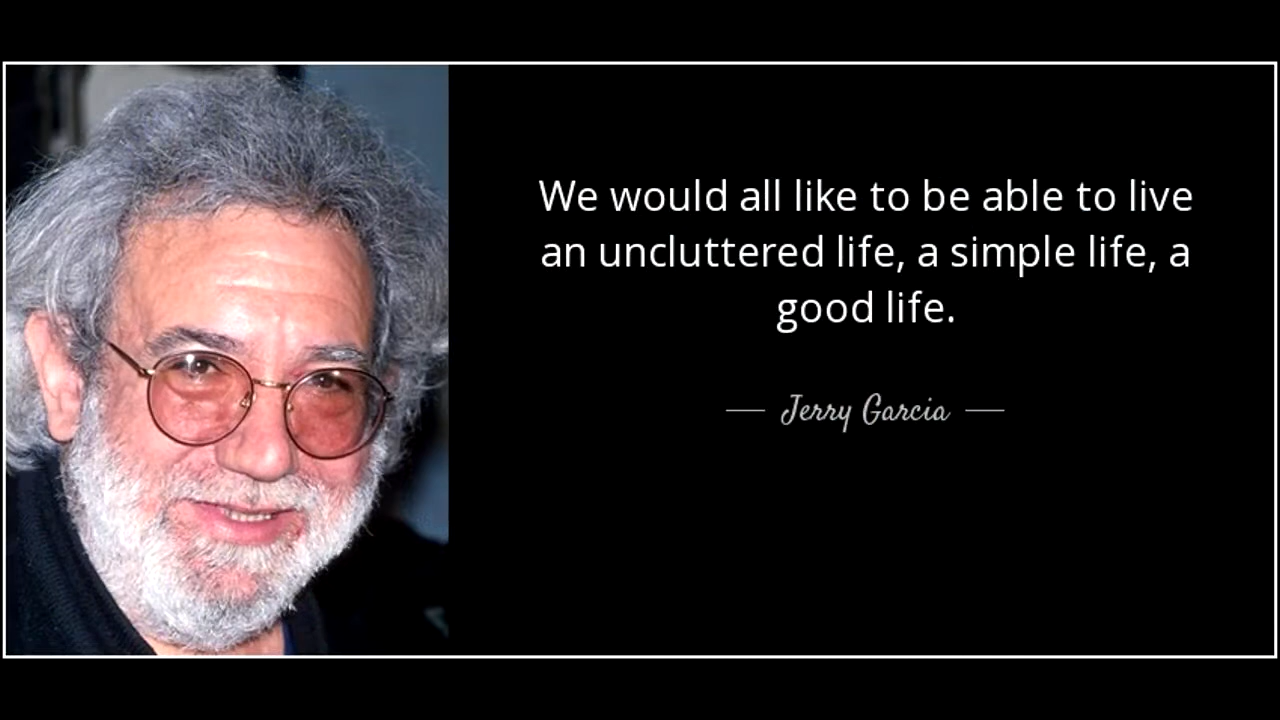 We would all like to be able to live
an uncluttered life, a simple life, a
good life.
Jerry Garcia